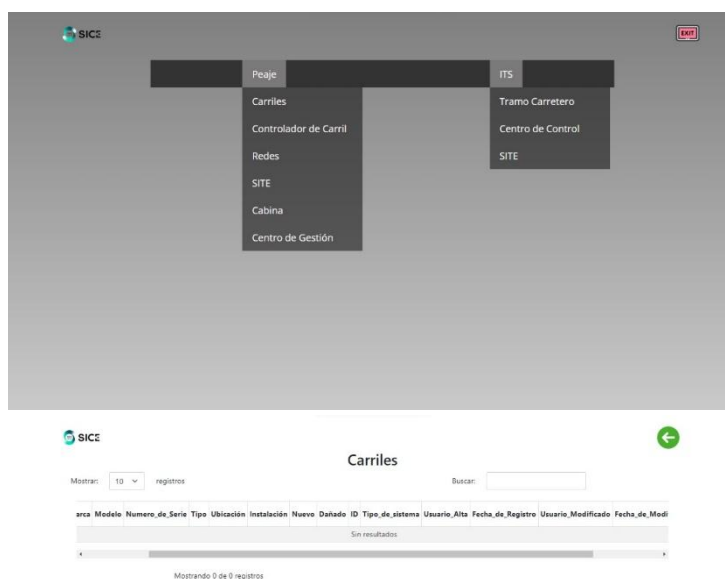 SICE
EXIT
Peaje ITS
Carriles Tramo Carretero
Controlador de Carril Centro de Control
Redes SITE
SITE
Cabina
Centro de Gestión
SICE
Carriles
Mostrar: 10 registros Buscar:
arca Modelo Numero_de_Serie Tipo Ubicación Instalación Nuevo Dañado ID Tipo_de_sistema Usuario_Alta Fecha_de_Registro Usuario_Modificado Fecha_de_Modi
Sin resultados
Mostrando 0 de 0 registros